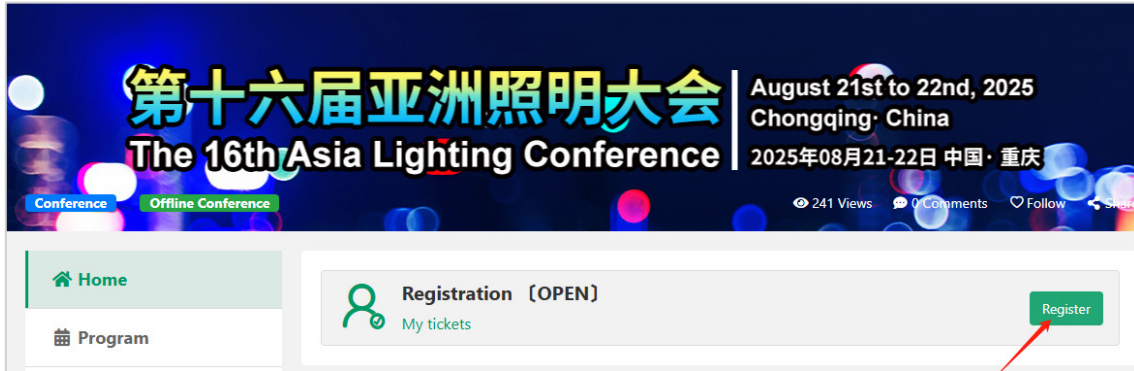 第十六届亚洲照明大会
The 16th Asia Lighting Conference
August 21st to 22nd, 2025
Chongqing· China
2025年08月21-22日 中国· 重庆
Conference
Offline Conference
241 Views
0 Comments
Follow
Share
Home
Program
Registration 〔OPEN〕
My tickets
Register